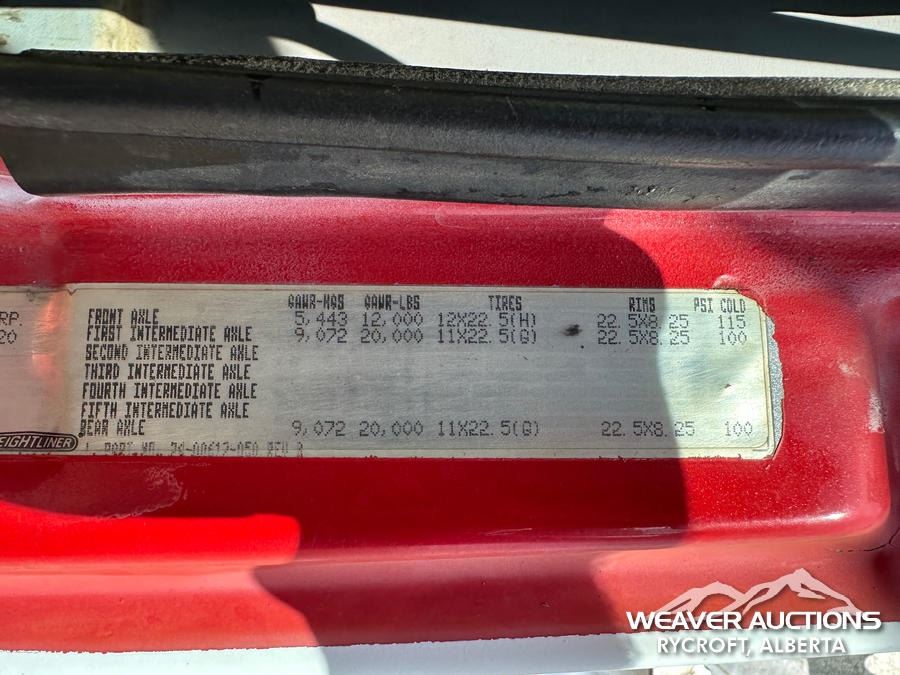 GAWR-KGS GAWR-LBS TIRES RIMS PSI COLD
RP. FRONT AXLE 5,443 12,000 12X22.5(H) 22.5X8.25 115
20 FIRST INTERMEDIATE AXLE 9,072 20,000 11X22.5(G) 22.5X8.25 100
SECOND INTERMEDIATE AXLE
THIRD INTERMEDIATE AXLE
FOURTH INTERMEDIATE AXLE
FIFTH INTERMEDIATE AXLE
REAR AXLE 9,072 20,000 11X22.5(G) 22.5X8.25 100
EIGHTLINER PART NO. REV
WEAVER AUCTIONS
RYCROFT, ALBERTA